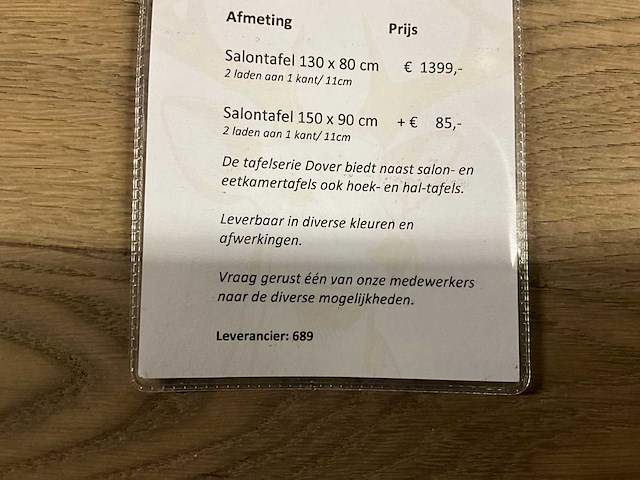 Afmeting Prijs
Salontafel 130 x 80 cm € 1399,-
2 laden aan 1 kant/ 11cm
Salontafel 150 x 90 cm + € 85,-
2 laden aan 1 kant/ 11cm
De tafelserie Dover biedt naast salon- en
eetkamertafels ook hoek- en hal-tafels.
Leverbaar in diverse kleuren en
afwerkingen.
Vraag gerust één van onze medewerkers
naar de diverse mogelijkheden.
Leverancier: 689